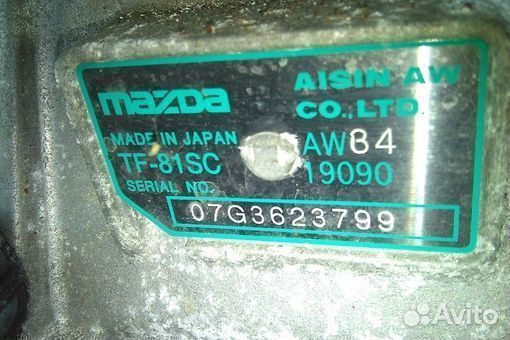 mazda
AISIN AW
CO.,LTD
MADE IN JAPAN
TF-81SC
AW84
19090
SERIAL NO.
07G3623799
Avito